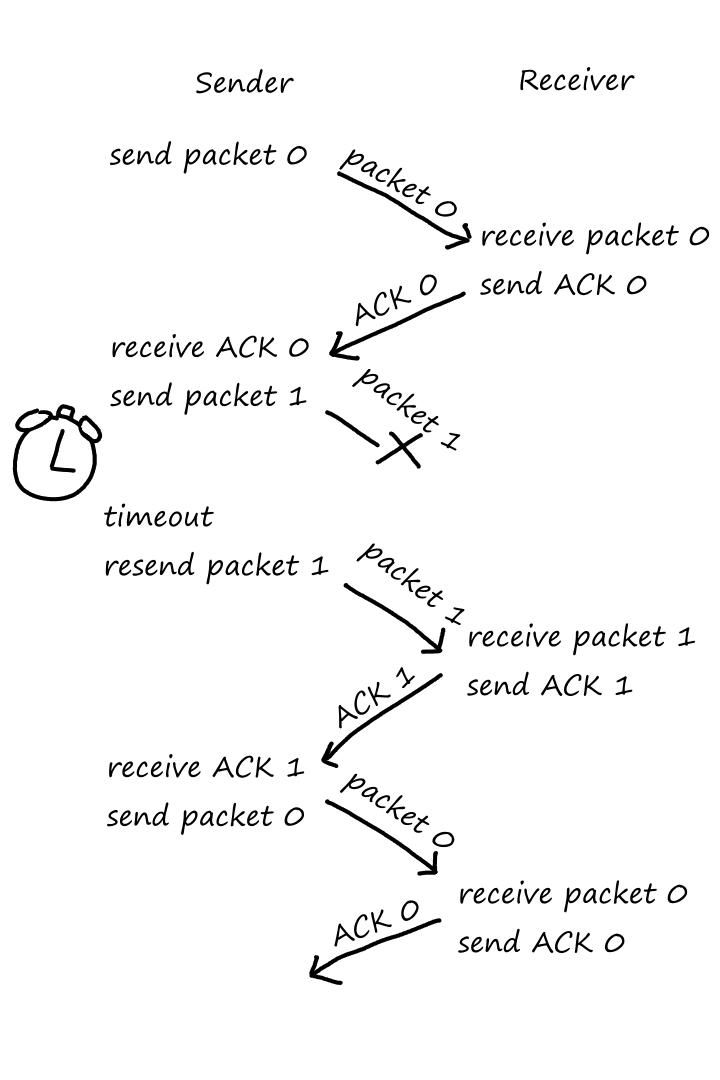 Sender
Receiver
send packet 0
packet 0
receive packet 0
send ACK 0
ACK 0
receive ACK 0
send packet 1
packet 1
timeout
resend packet 1
packet 1
receive packet 1
send ACK 1
ACK 1
receive ACK 1
send packet 0
packet 0
receive packet 0
send ACK 0
ACK 0